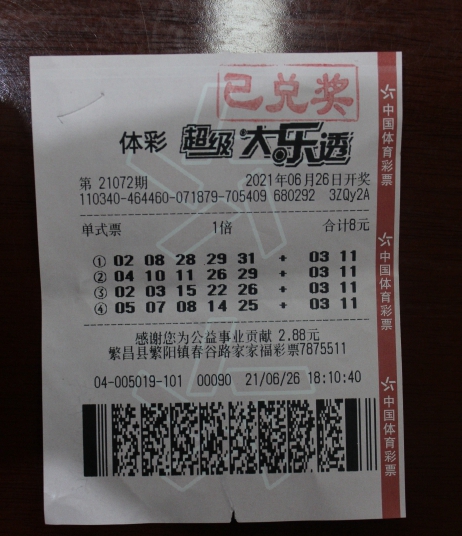 已兑奖
体彩 超级大乐透
第 21072期 2021年06月26日开奖
110340-464460-071879-705409 680292 3ZQy2A
单式票 1倍 合计8元
① 02 08 28 29 31 + 03 11
② 04 10 11 26 29 + 03 11
③ 02 03 15 22 26 + 03 11
④ 05 07 08 14 25 + 03 11
感谢您为公益事业贡献 2.88元
繁昌县繁阳镇春谷路家家福彩票7875511
04-005019-101 00090 21/06/26 18:10:40
中国体育彩票
中国体育彩票
中国体育彩票